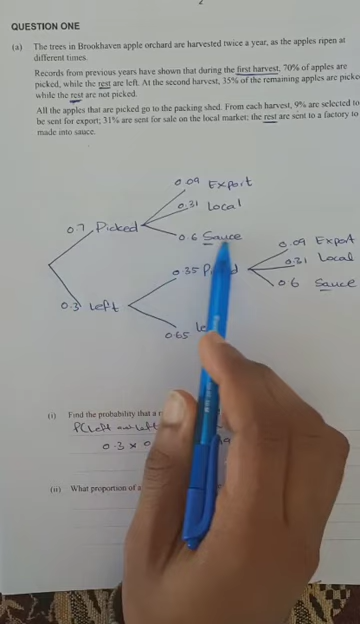 2
QUESTION ONE
(a) The trees in Brookhaven apple orchard are harvested twice a year, as the apples ripen at
different times.
Records from previous years have shown that during the first harvest, 70% of apples are
picked, while the rest are left. At the second harvest, 35% of the remaining apples are picke
while the rest are not picked.
All the apples that are picked go to the packing shed. From each harvest, 9% are selected to
be sent for export; 31% are sent for sale on the local market; the rest are sent to a factory to
made into sauce.
0.09 Export
0.31 Local
0.7 Picked
0.6 Sauce
0.09 Export
0.31 Local
0.35
0.6 Sauce
0.3 Left
0.65
(i) Find the probability that a
P(Left and Left
0.3 × 0
(ii) What proportion of